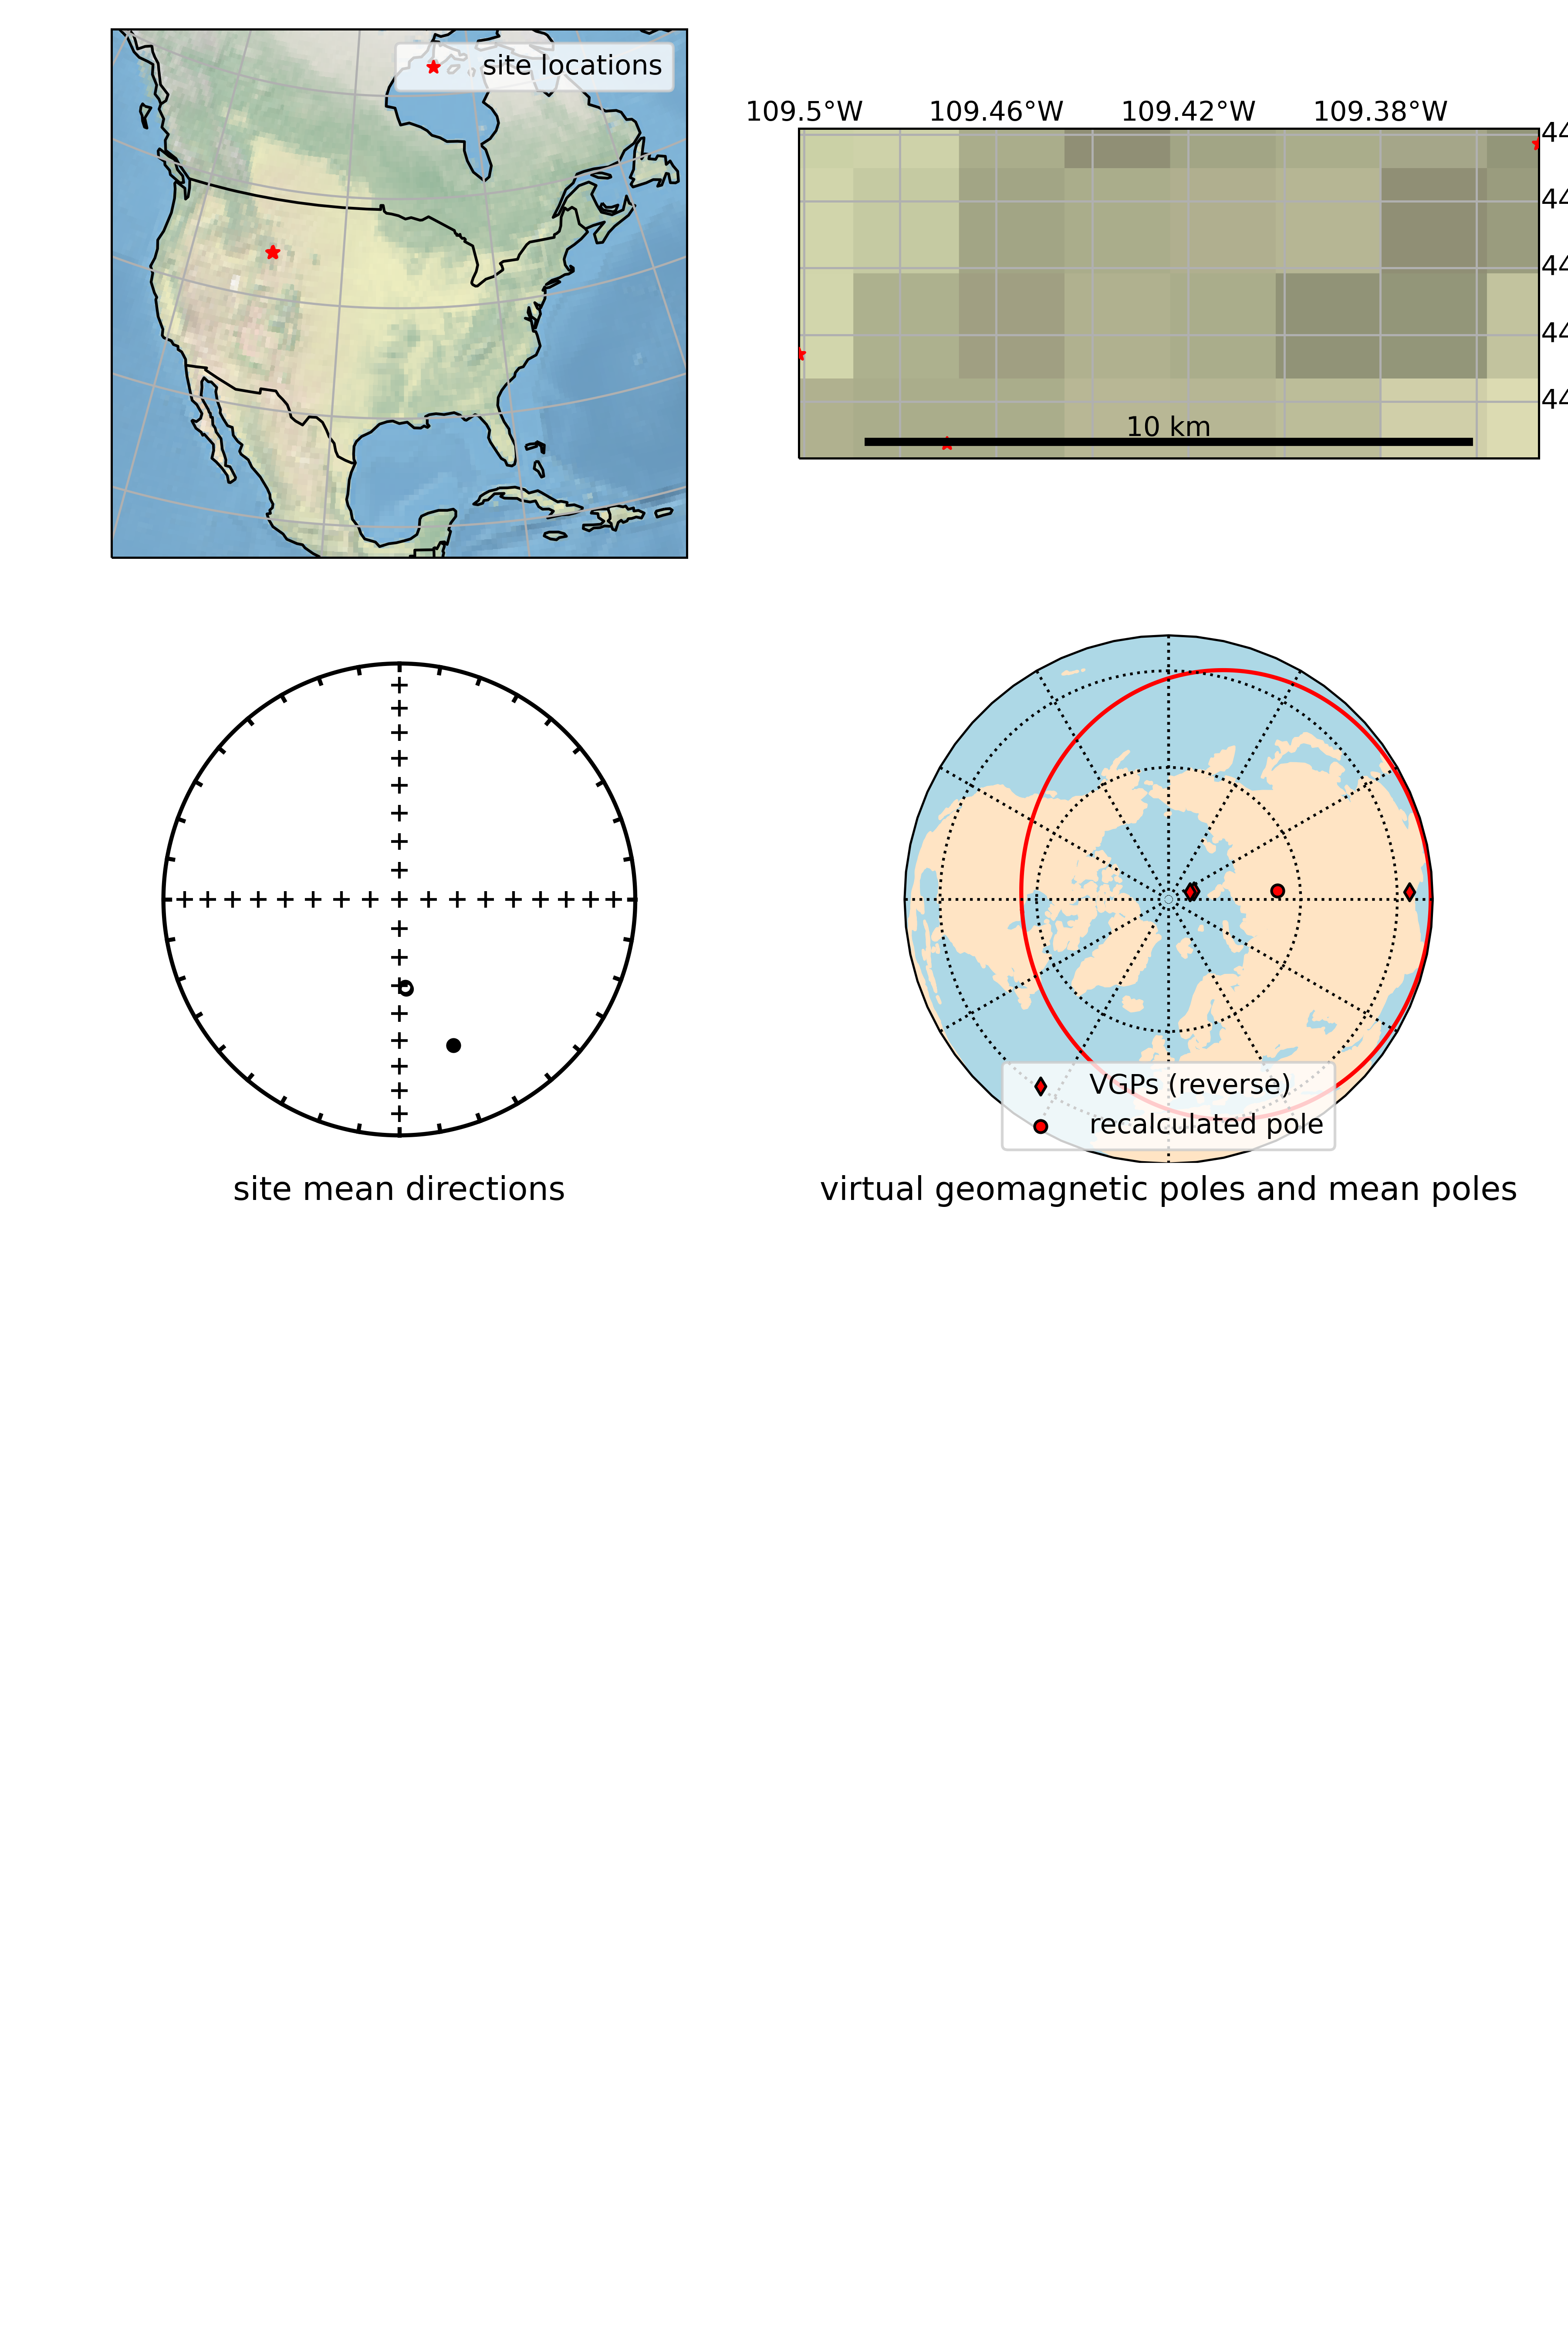 site locations
109.5°W 109.46°W 109.42°W 109.38°W
44
44
44
44
44
10 km
VGPs (reverse)
recalculated pole
site mean directions
virtual geomagnetic poles and mean poles